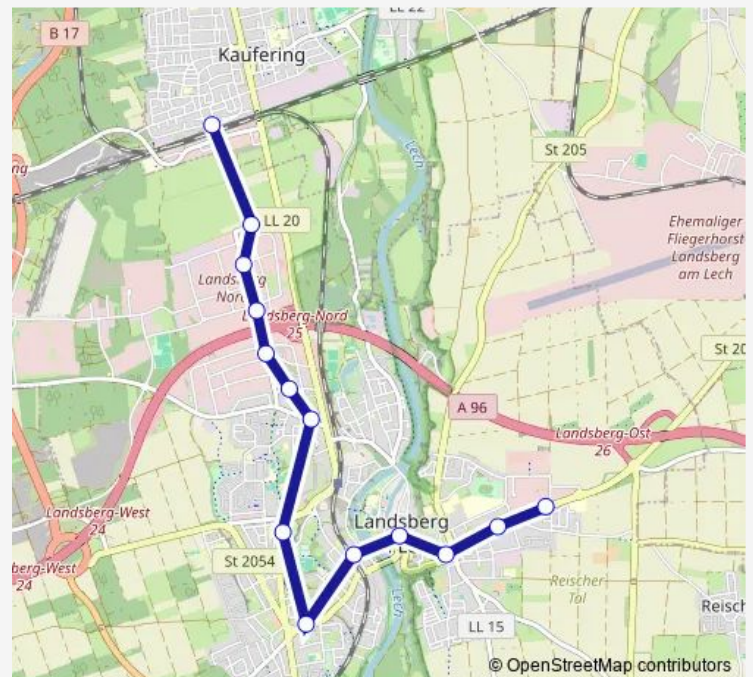 LL 22
B 17
Kaufering
Lech
St 205
LL 20
Ehemaliger
Fliegerhorst
Landsberg
am Lech
Landsberg-Nord
25
St 20
A 96
Landsberg-Ost
26
Landsberg-West
24
Landsberg
berg-West
24
St 2054
Reischer
Tal
Reisch
Lech
LL 15
© OpenStreetMap contributors